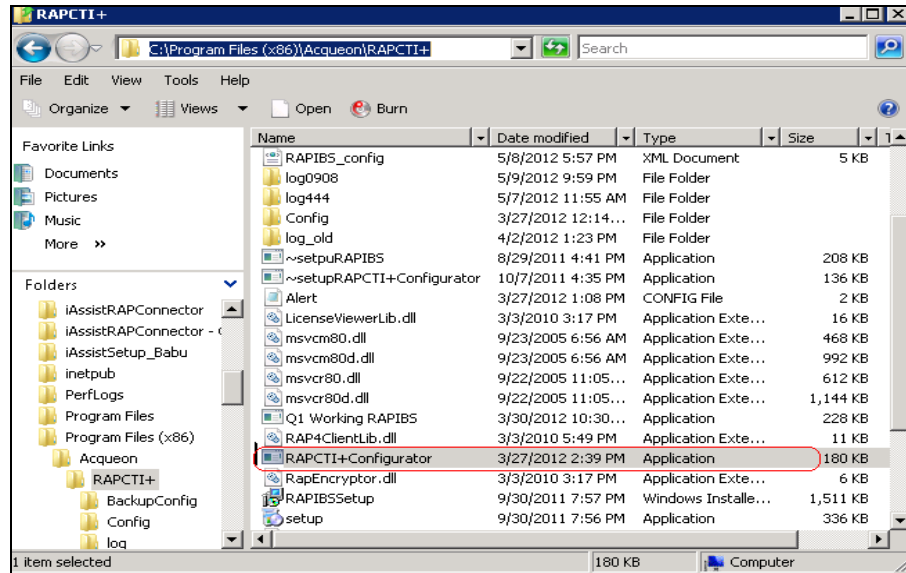 RAPCTI+
C:\Program Files (x86)\Acqueon\RAPCTI+
Search
File Edit View Tools Help
Organize Views Open Burn
Favorite Links
Documents
Pictures
Music
More »
Folders
iAssistRAPConnector
iAssistRAPConnector - C
iAssistSetup_Babu
inetpub
PerfLogs
Program Files
Program Files (x86)
Acqueon
RAPCTI+
BackupConfig
Config
log
Name Date modified Type Size
RAPIBS_config 5/8/2012 5:57 PM XML Document 5 KB
log0908 5/9/2012 9:59 PM File Folder
log444 5/7/2012 11:55 AM File Folder
Config 3/27/2012 12:14... File Folder
log_old 4/2/2012 1:23 PM File Folder
~setpuRAPIBS 8/29/2011 4:41 PM Application 208 KB
~setupRAPCTI+Configurator 10/7/2011 4:35 PM Application 136 KB
Alert 3/27/2012 1:08 PM CONFIG File 2 KB
LicenseViewerLib.dll 3/3/2010 3:17 PM Application Exte... 16 KB
msvcm80.dll 9/23/2005 6:56 AM Application Exte... 468 KB
msvcm80d.dll 9/23/2005 6:56 AM Application Exte... 992 KB
msvcr80.dll 9/22/2005 11:05... Application Exte... 612 KB
msvcr80d.dll 9/22/2005 11:05... Application Exte... 1,144 KB
Q1 Working RAPIBS 3/30/2012 10:30... Application 228 KB
RAP4ClientLib.dll 3/3/2010 5:49 PM Application Exte... 11 KB
RAPCTI+Configurator 3/27/2012 2:39 PM Application 180 KB
RapEncryptor.dll 3/3/2010 3:17 PM Application Exte... 6 KB
RAPIBSSetup 9/30/2011 7:57 PM Windows Installe... 1,511 KB
setup 9/30/2011 7:56 PM Application 336 KB
1 item selected 180 KB Computer